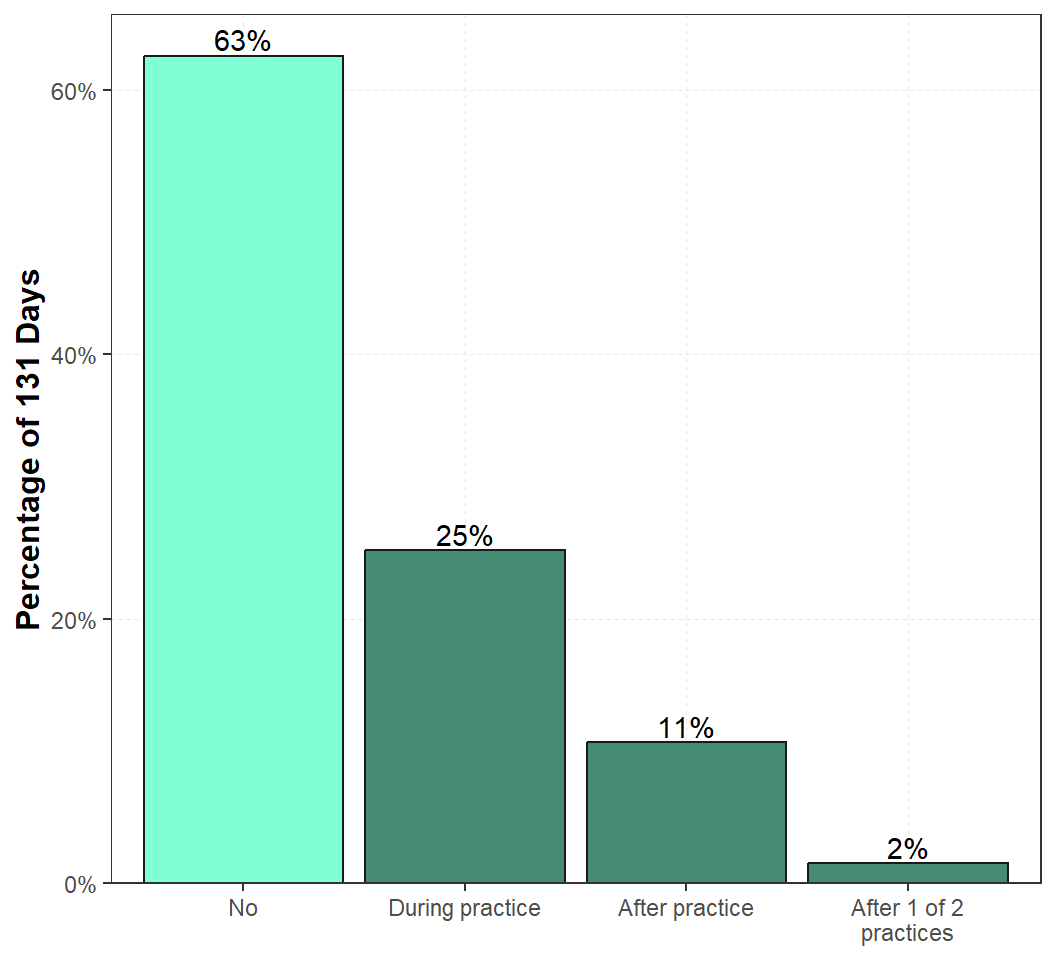 Percentage of 131 Days
60%
40%
20%
0%
63%
25%
11%
2%
No
During practice
After practice
After 1 of 2
practices